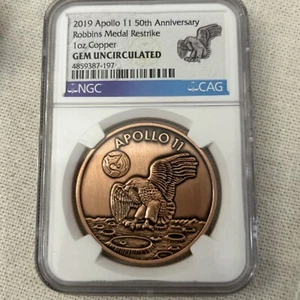 2019 Apollo 11 50th Anniversary
Robbins Medal Restrike
1oz Copper
GEM UNCIRCULATED
4859387-197
NGC
CAG
APOLLO 11